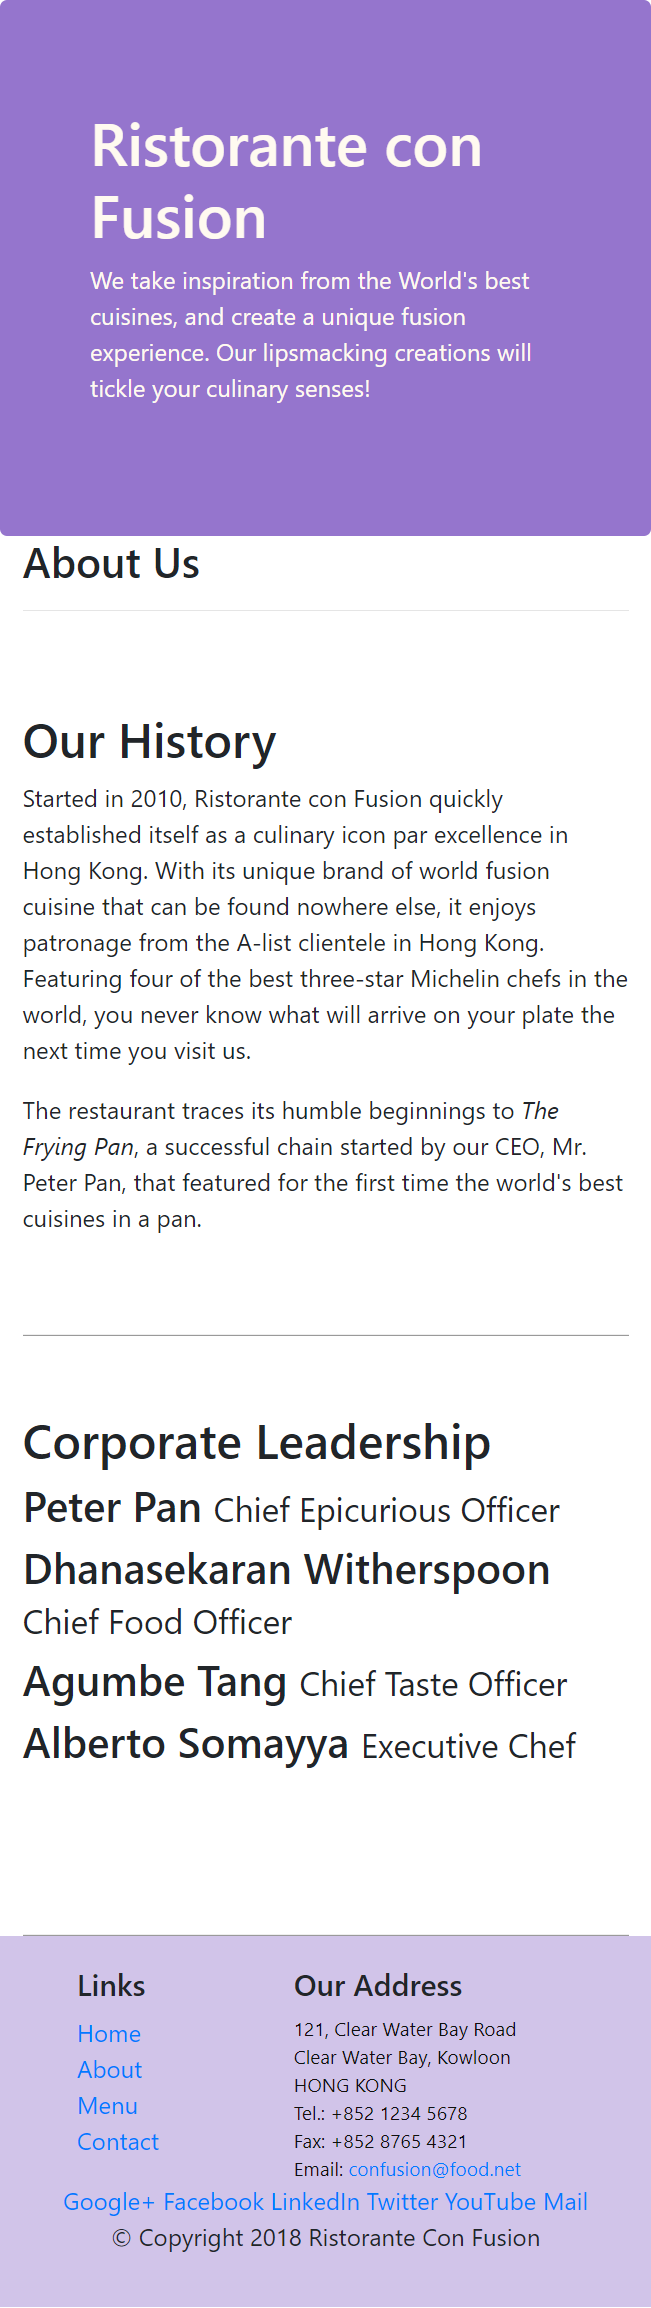 Ristorante con
Fusion
We take inspiration from the World's best
cuisines, and create a unique fusion
experience. Our lipsmacking creations will
tickle your culinary senses!
About Us
Our History
Started in 2010, Ristorante con Fusion quickly
established itself as a culinary icon par excellence in
Hong Kong. With its unique brand of world fusion
cuisine that can be found nowhere else, it enjoys
patronage from the A-list clientele in Hong Kong.
Featuring four of the best three-star Michelin chefs in the
world, you never know what will arrive on your plate the
next time you visit us.
The restaurant traces its humble beginnings to The
Frying Pan, a successful chain started by our CEO, Mr.
Peter Pan, that featured for the first time the world's best
cuisines in a pan.
Corporate Leadership
Peter Pan Chief Epicurious Officer
Dhanasekaran Witherspoon
Chief Food Officer
Agumbe Tang Chief Taste Officer
Alberto Somayya Executive Chef
Links
Home
About
Menu
Contact
Our Address
121, Clear Water Bay Road
Clear Water Bay, Kowloon
HONG KONG
Tel.: +852 1234 5678
Fax: +852 8765 4321
Email: confusion@food.net
Google+ Facebook LinkedIn Twitter YouTube Mail
© Copyright 2018 Ristorante Con Fusion